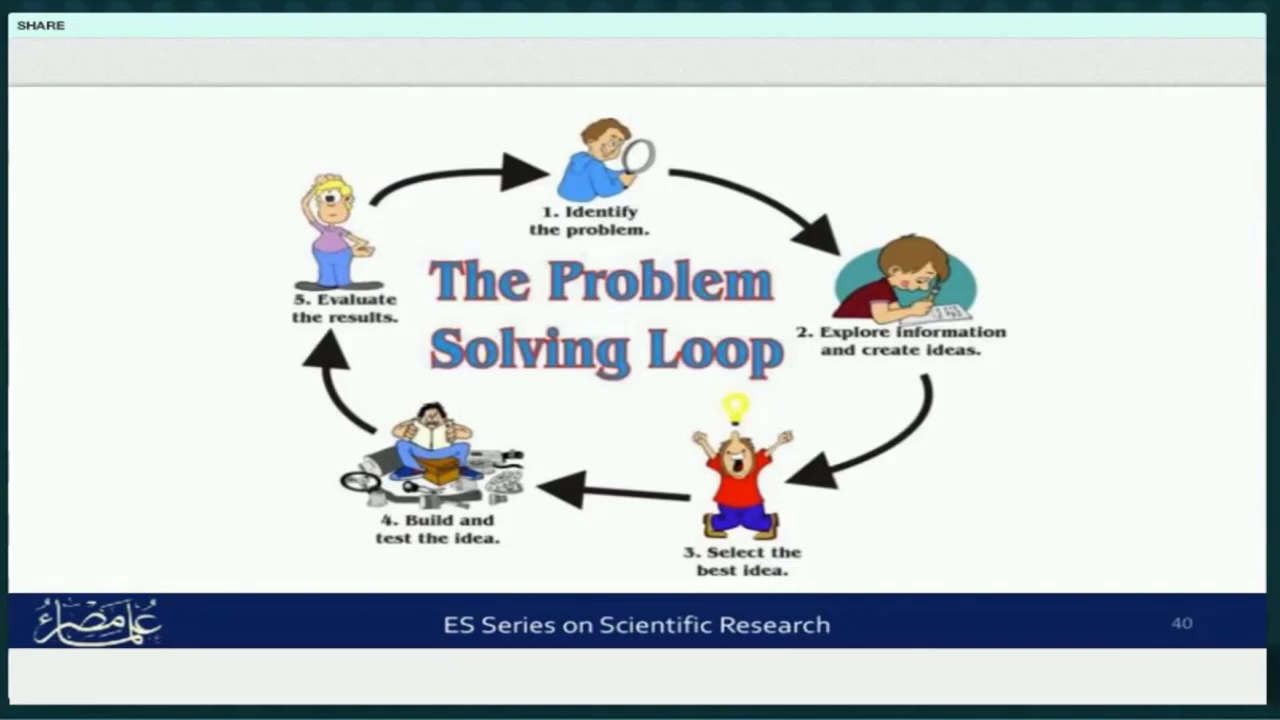 SHARE
1. Identify
the problem.
The Problem
Solving Loop
2. Explore information
and create ideas.
3. Select the
best idea.
4. Build and
test the idea.
5. Evaluate
the results.
علماء مصر
ES Series on Scientific Research
40